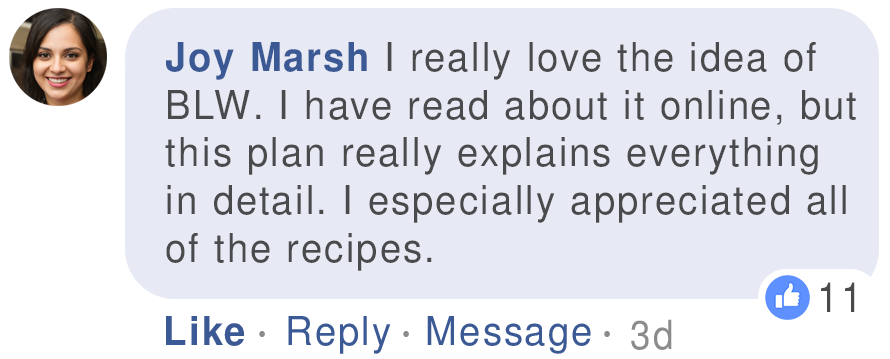 Joy Marsh I really love the idea of
BLW. I have read about it online, but
this plan really explains everything
in detail. I especially appreciated all
of the recipes.
11
Like · Reply · Message · 3d